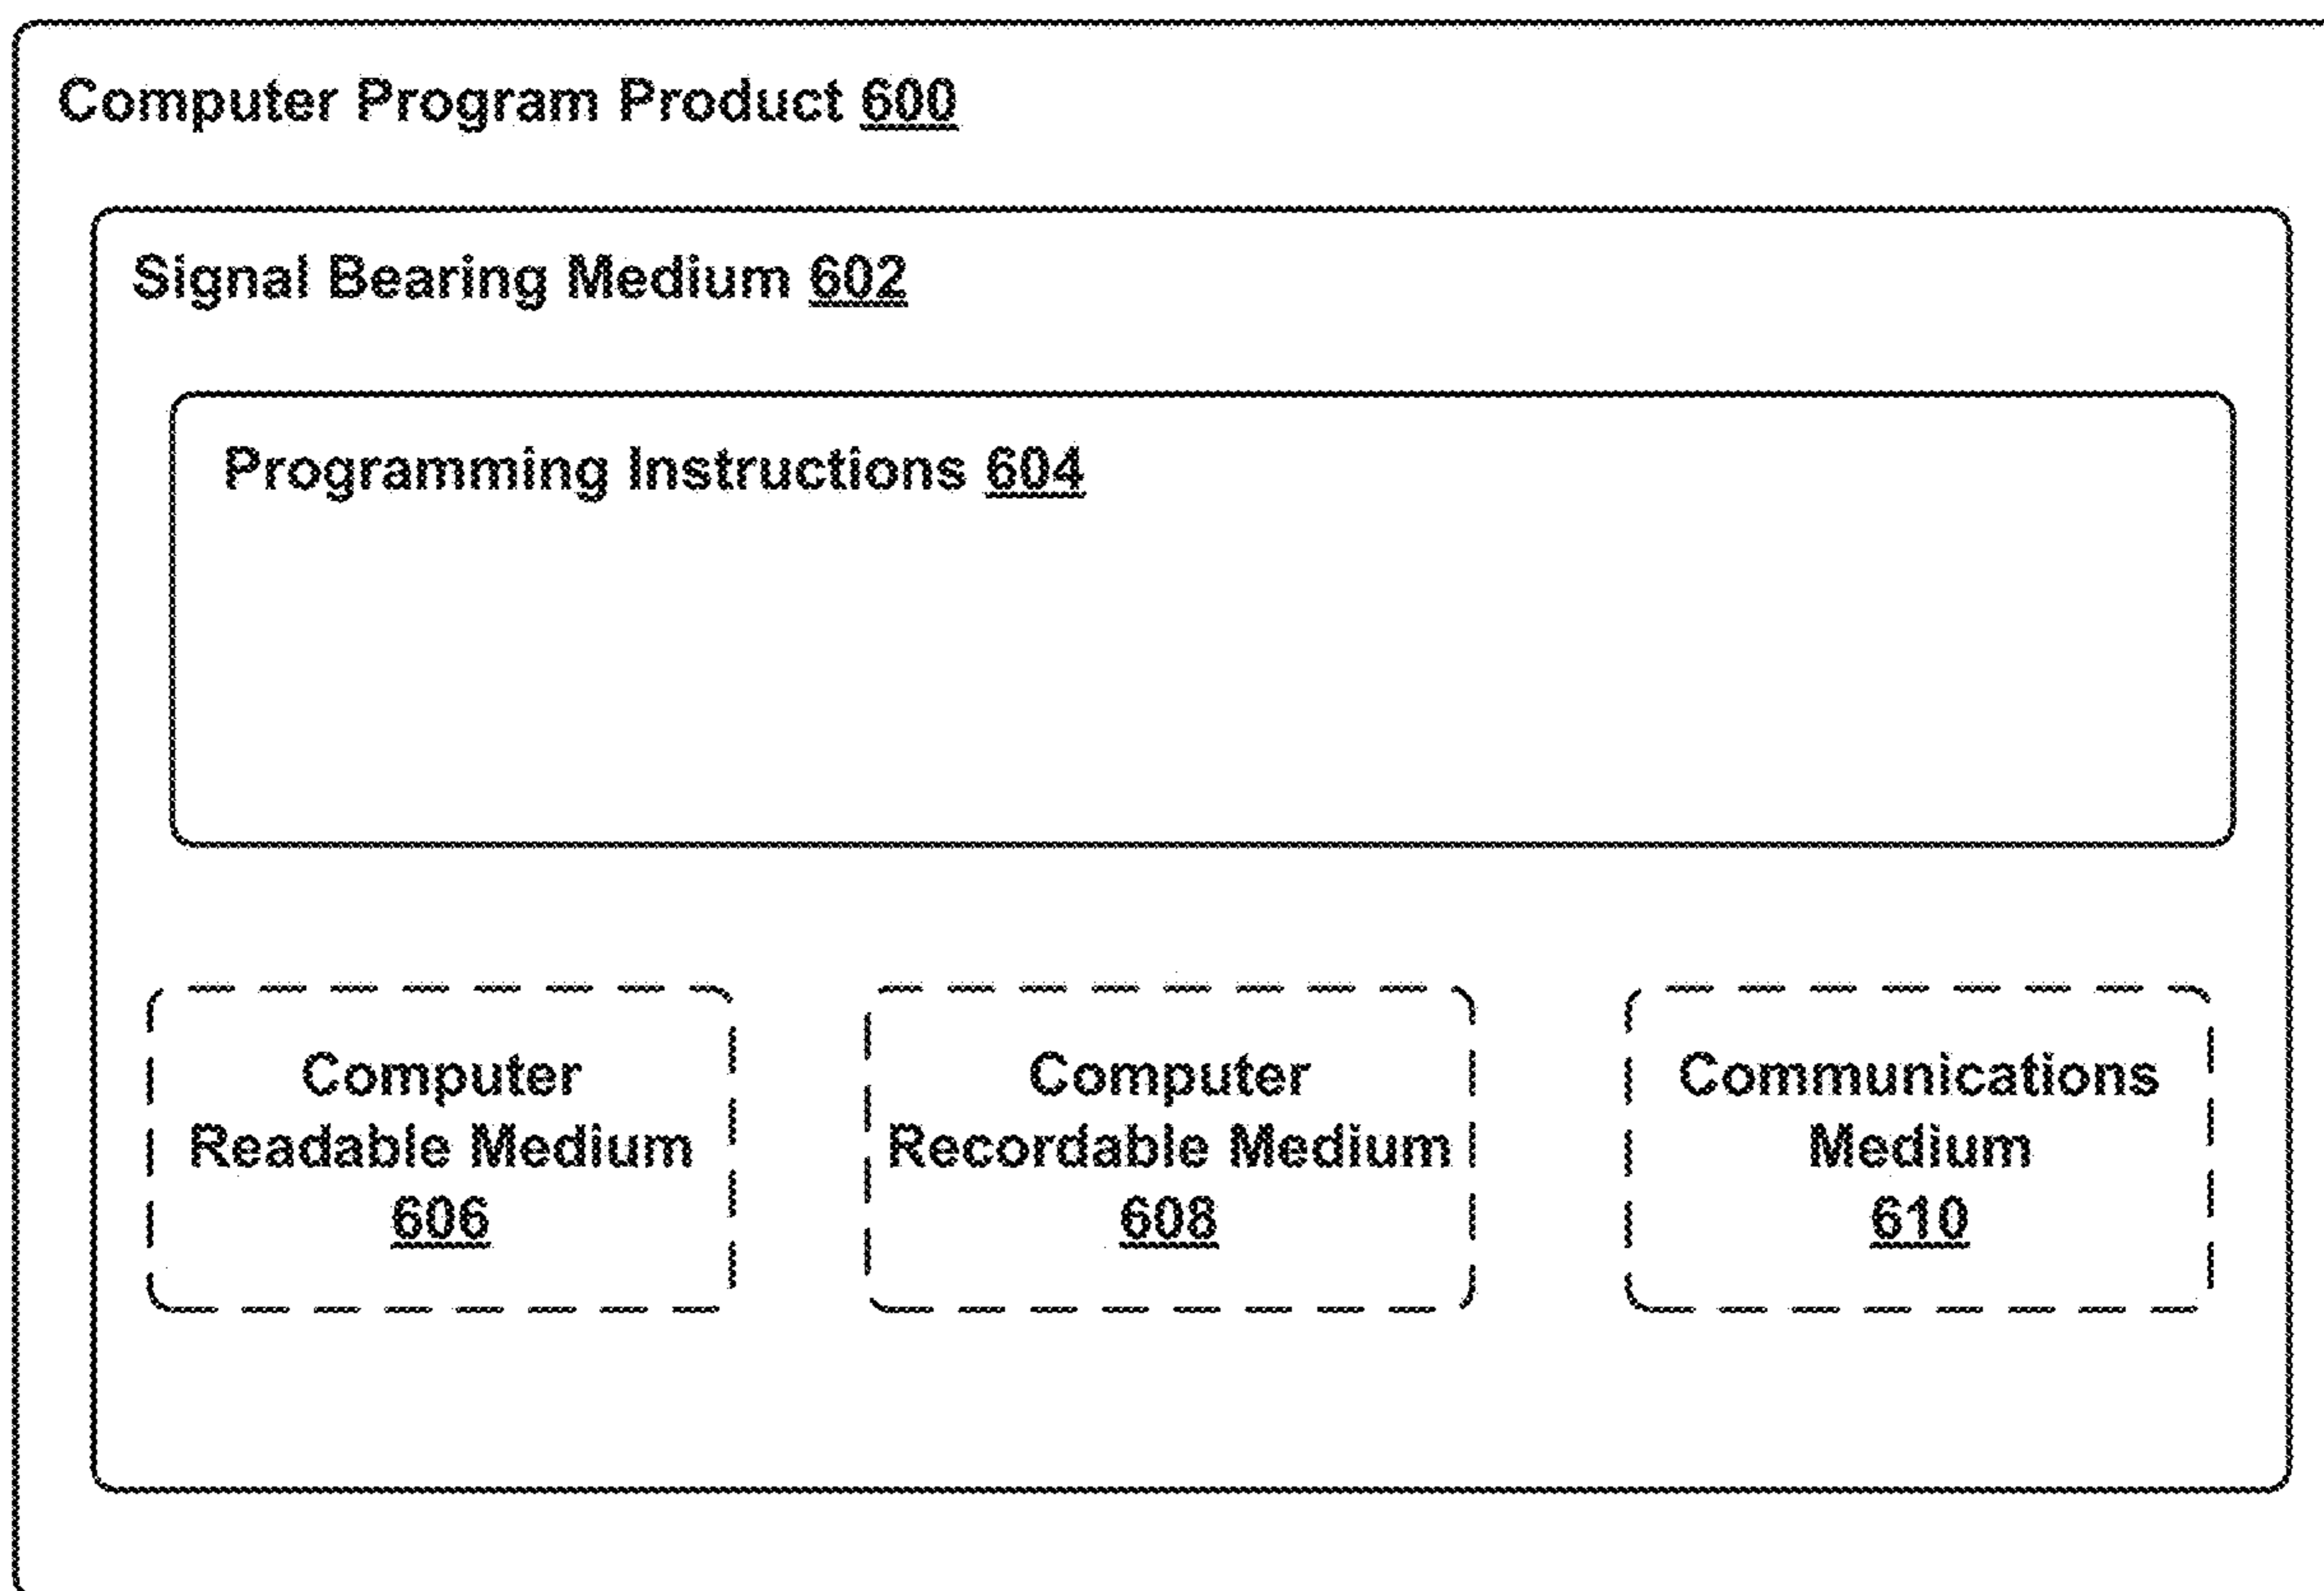 Computer Program Product 600
Signal Bearing Medium 602
Programming Instructions 604
Computer
Readable Medium
606
Computer
Recordable Medium
608
Communications
Medium
610